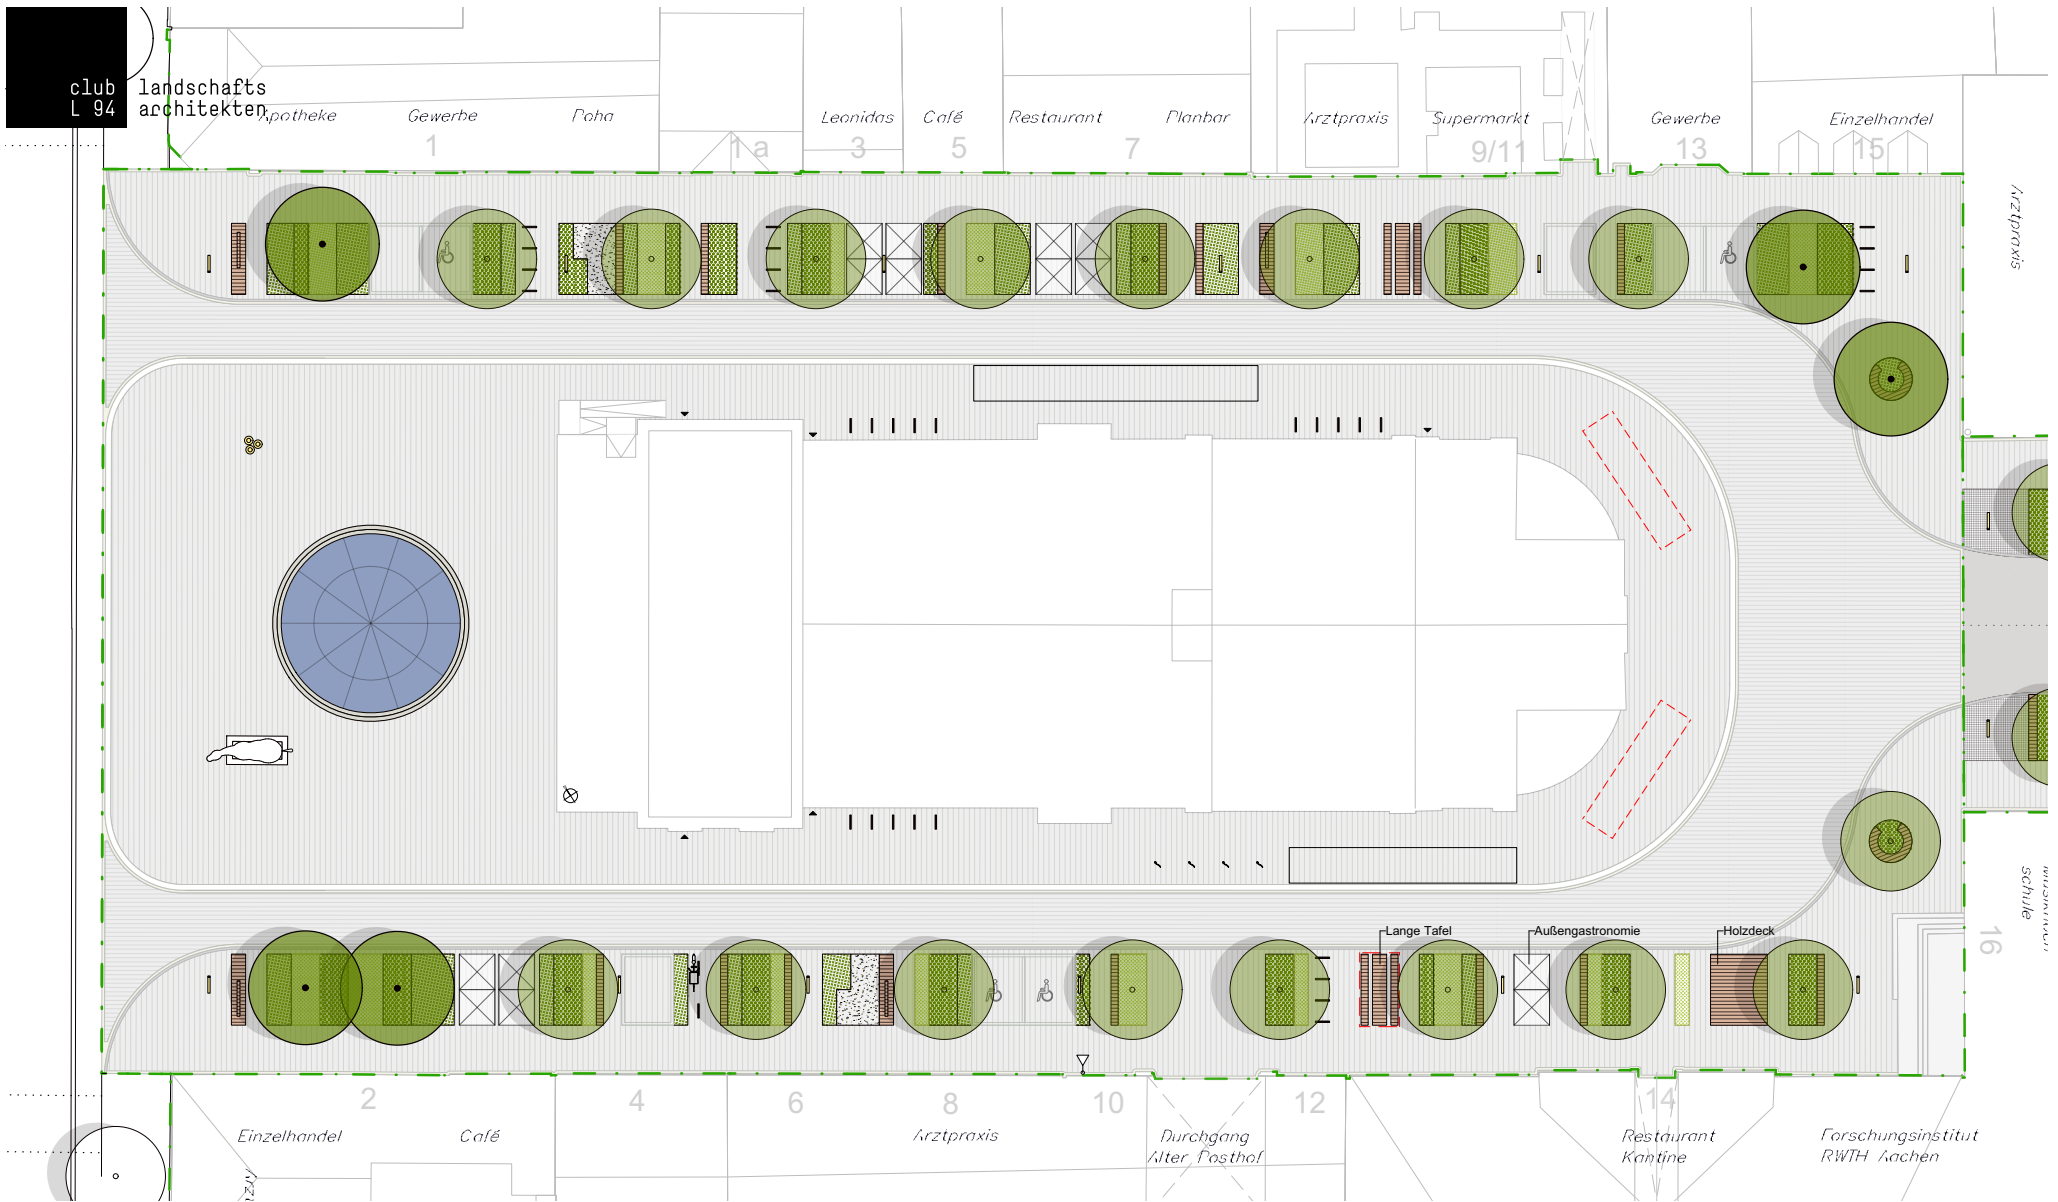 club landschafts
L 94 architekten
Apotheke
Gewerbe
Poha
Leonidas
Café
Restaurant
Planbar
Arztpraxis
Supermarkt
Gewerbe
Einzelhandel
1
1 a
3
5
7
9/11
13
15
Arztpraxis
Lange Tafel
Außengastronomie
Holzdeck
schule
16
2
4
6
8
10
12
14
Einzelhandel
Café
Arztpraxis
Durchgang
Alter Posthof
Restaurant
Kantine
Forschungsinstitut
RWTH Aachen